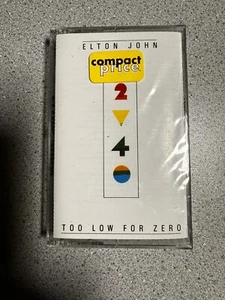 ELTON JOHN
compact
price
2
4
TOO LOW FOR ZERO